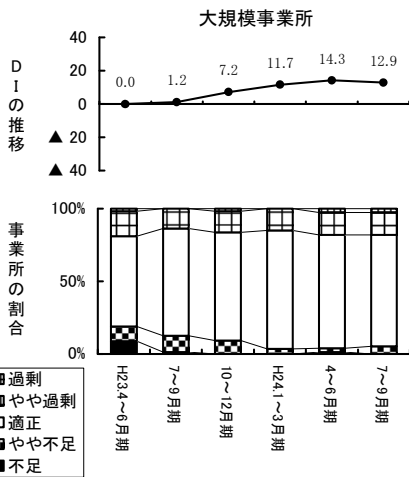 大規模事業所
DIの推移
40
20
0
▲ 20
▲ 40
0.0
1.2
7.2
11.7
14.3
12.9
事業所の割合
100%
50%
0%
H23.4～6月期
7～9月期
10～12月期
H24.1～3月期
4～6月期
7～9月期
過剰
やや過剰
適正
やや不足
不足